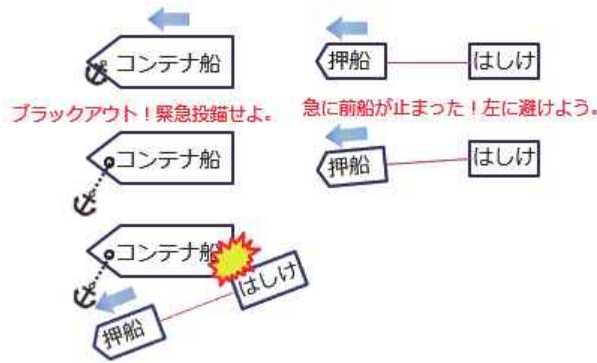 コンテナ船
押船
はしけ
ブラックアウト！緊急投錨せよ。
急に前船が止まった！左に避けよう。
コンテナ船
押船
はしけ
コンテナ船
はしけ
押船